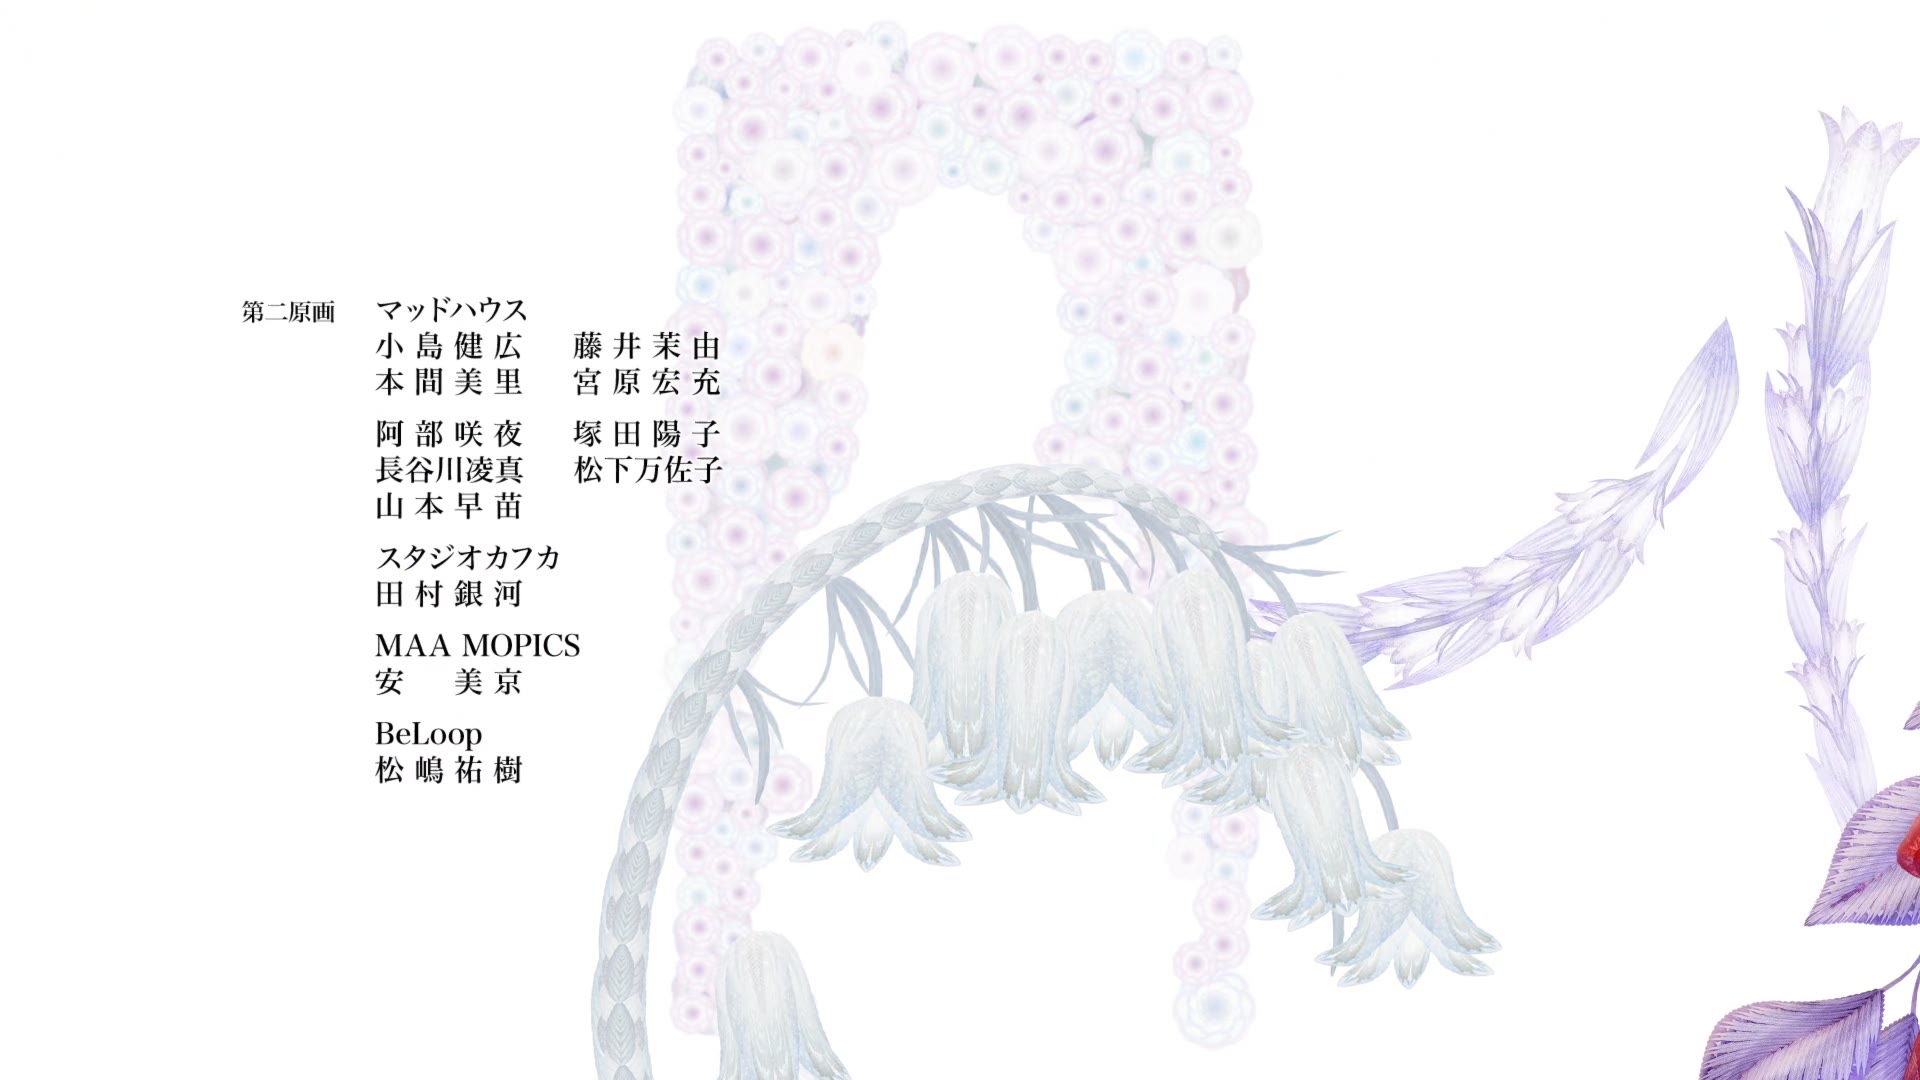 第二原画 マッドハウス
小島健広 藤井茉由
本間美里 宮原宏充
阿部咲夜 塚田陽子
長谷川凌真 松下万佐子
山本早苗
スタジオカフカ
田村銀河
MAA MOPICS
安 美京
BeLoop
松嶋祐樹